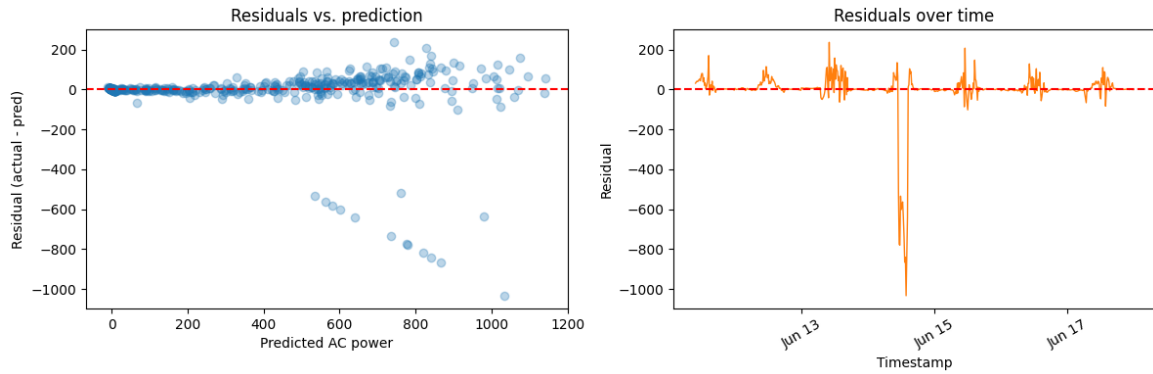 Residuals vs. prediction
Residual (actual - pred)
200
0
−200
−400
−600
−800
−1000
0
200
400
600
800
1000
1200
Predicted AC power
Residuals over time
Residual
200
0
−200
−400
−600
−800
−1000
Jun 13
Jun 15
Jun 17
Timestamp